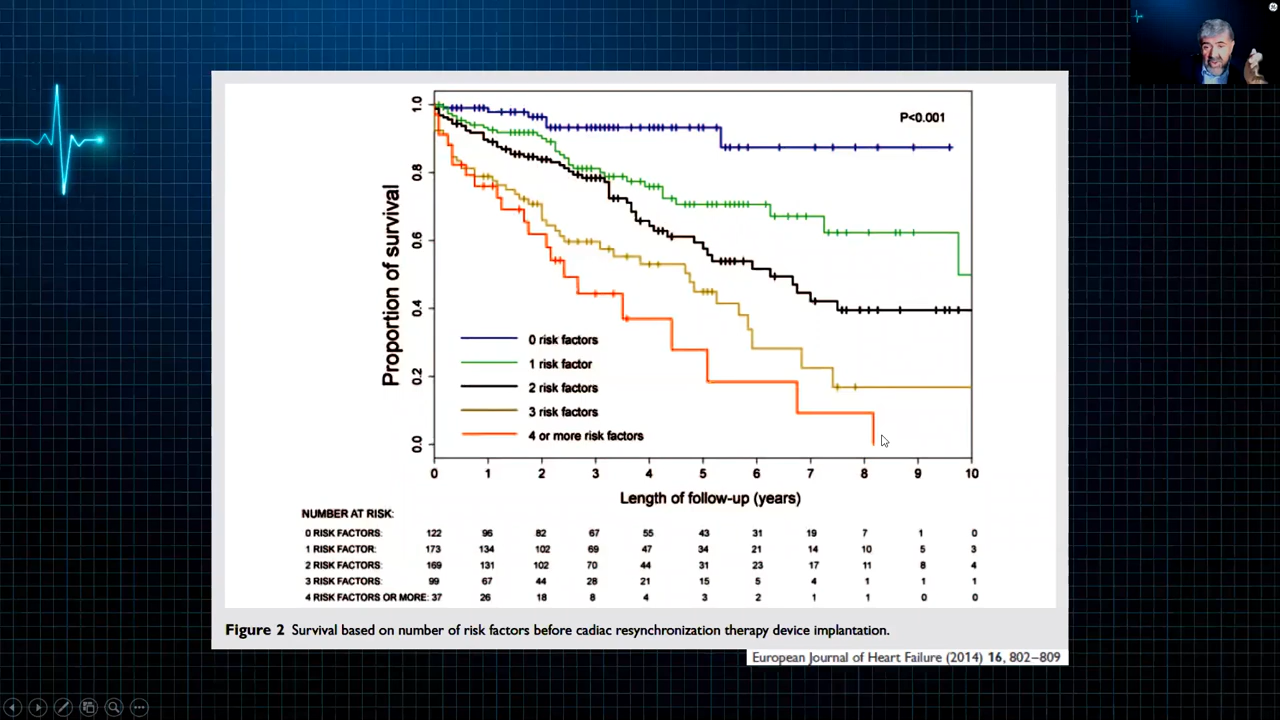 1.0
0.8
0.6
0.4
0.2
0.0
Proportion of survival
P<0.001
0 risk factors
1 risk factor
2 risk factors
3 risk factors
4 or more risk factors
0 1 2 3 4 5 6 7 8 9 10
Length of follow-up (years)
NUMBER AT RISK:
0 RISK FACTORS: 122 96 82 67 55 43 31 19 7 1 0
1 RISK FACTOR: 173 134 102 69 47 34 21 14 10 5 3
2 RISK FACTORS: 169 131 102 70 44 31 23 17 11 8 4
3 RISK FACTORS: 99 67 44 28 21 15 5 4 1 1 1
4 RISK FACTORS OR MORE: 37 26 18 8 4 3 2 1 1 0 0
Figure 2 Survival based on number of risk factors before cadiac resynchronization therapy device implantation.
European Journal of Heart Failure (2014) 16, 802–809